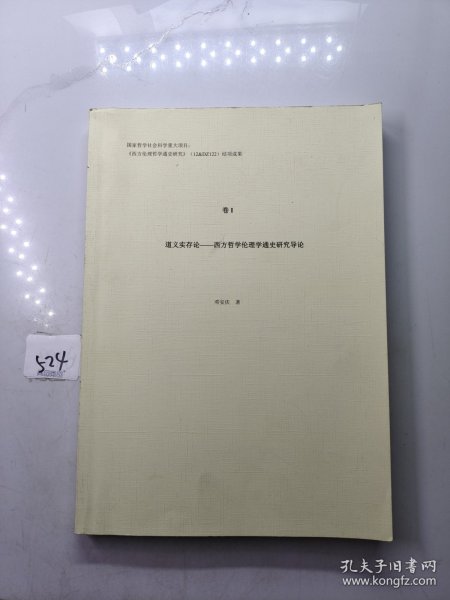 国家哲学社会科学重大项目:
《西方伦理哲学通史研究》(12&DZ122)结项成果
卷 I
道义实存论——西方哲学伦理学通史研究导论
邓安庆 著
524
孔夫子旧书网
www.kongfz.com